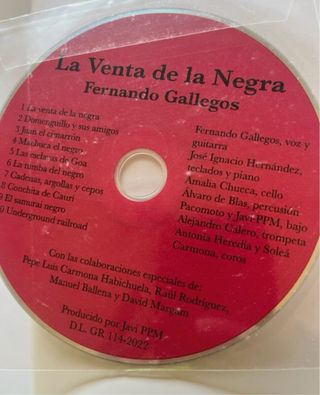 La Venta de la Negra
Fernando Gallegos
1 La venta de la negra
2 Domenguillo y sus amigos
3 Juan el cimarrón
4 Machuca el negro
5 Las esclavas de Goa
6 La rumba del negro
7 Cadenas, argollas y cepos
8 Conchita de Cauri
9 El samurai negro
0 Underground railroad
Fernando Gallegos, voz y
guitarra
José Ignacio Hernández,
teclados y piano
Amalia Chueca, cello
Álvaro de Blas, percusión
Pacomoto y Javi PPM, bajo
Alejandro Calero, trompeta
Antonia Heredia y Soleá
Carmona, coros
Con las colaboraciones especiales de:
Pepe Luis Carmona Habichuela, Raúl Rodríguez,
Manuel Ballena y David Margam
Producido por Javi PPM
D.L. GR 114-2022